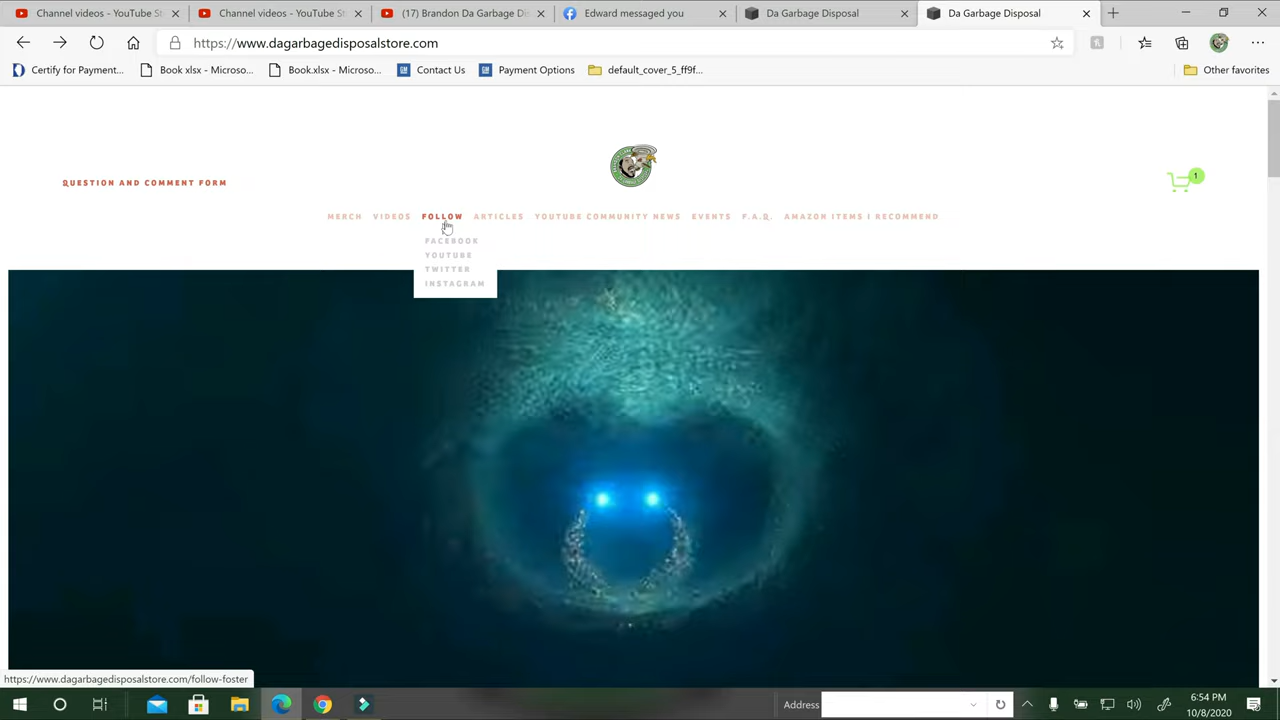 Channel videos - YouTube St
Channel videos - YouTube St
(17) Brandon Da Garbage Di
Edward messaged you
Da Garbage Disposal
Da Garbage Disposal
https://www.dagarbagedisposalstore.com
Certify for Payment...
Book xlsx - Microso...
Book.xlsx - Microso...
Contact Us
Payment Options
default_cover_5_ff9f...
Other favorites
QUESTION AND COMMENT FORM
1
MERCH VIDEOS FOLLOW ARTICLES YOUTUBE COMMUNITY NEWS EVENTS F.A.Q. AMAZON ITEMS I RECOMMEND
FACEBOOK
YOUTUBE
TWITTER
INSTAGRAM
https://www.dagarbagedisposalstore.com/follow-foster
Address
6:54 PM
10/8/2020